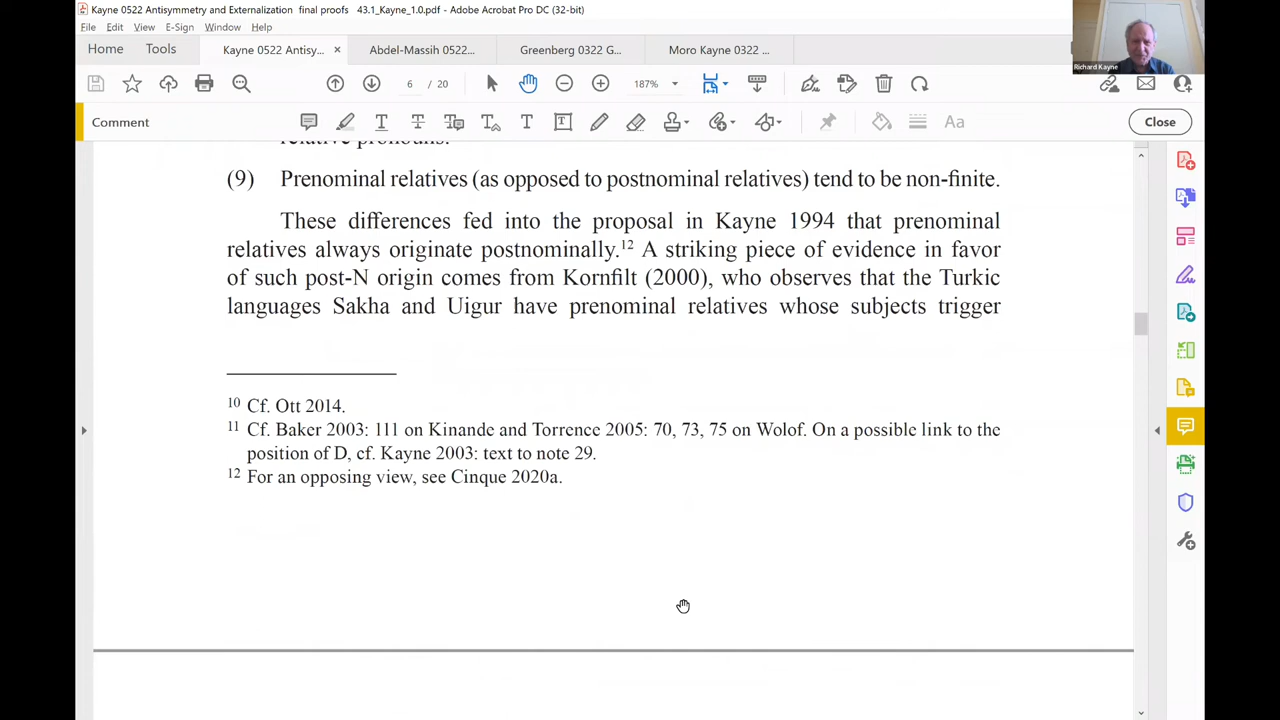 Kayne 0522 Antisymmetry and Externalization final proofs 43.1_Kayne_1.0.pdf - Adobe Acrobat Pro DC (32-bit)
File Edit View E-Sign Window Help
Home Tools Kayne 0522 Antisy... × Abdel-Massih 0522... Greenberg 0322 G... Moro Kayne 0322 ...
Richard Kayne
6 / 20 187%
Comment Aa Close
relative pronouns.
(9) Prenominal relatives (as opposed to postnominal relatives) tend to be non-finite.
These differences fed into the proposal in Kayne 1994 that prenominal
relatives always originate postnominally.12 A striking piece of evidence in favor
of such post-N origin comes from Kornfilt (2000), who observes that the Turkic
languages Sakha and Uigur have prenominal relatives whose subjects trigger
10 Cf. Ott 2014.
11 Cf. Baker 2003: 111 on Kinande and Torrence 2005: 70, 73, 75 on Wolof. On a possible link to the
position of D, cf. Kayne 2003: text to note 29.
12 For an opposing view, see Cinque 2020a.